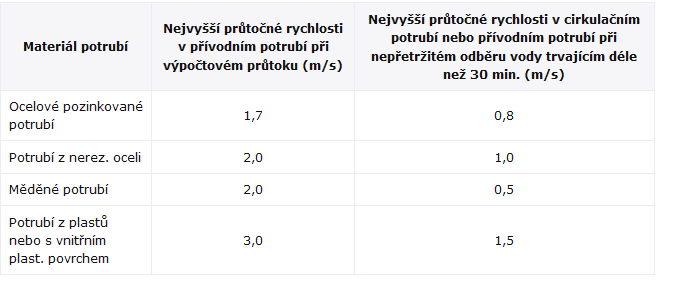 Materiál potrubí
Nejvyšší průtočné rychlosti
v přívodním potrubí při
výpočtovém průtoku (m/s)
Nejvyšší průtočné rychlosti v cirkulačním
potrubí nebo přívodním potrubí při
nepřetržitém odběru vody trvajícím déle
než 30 min. (m/s)
Ocelové pozinkované
potrubí
1,7
0,8
Potrubí z nerez. oceli
2,0
1,0
Měděné potrubí
2,0
0,5
Potrubí z plastů
nebo s vnitřním
plast. povrchem
3,0
1,5